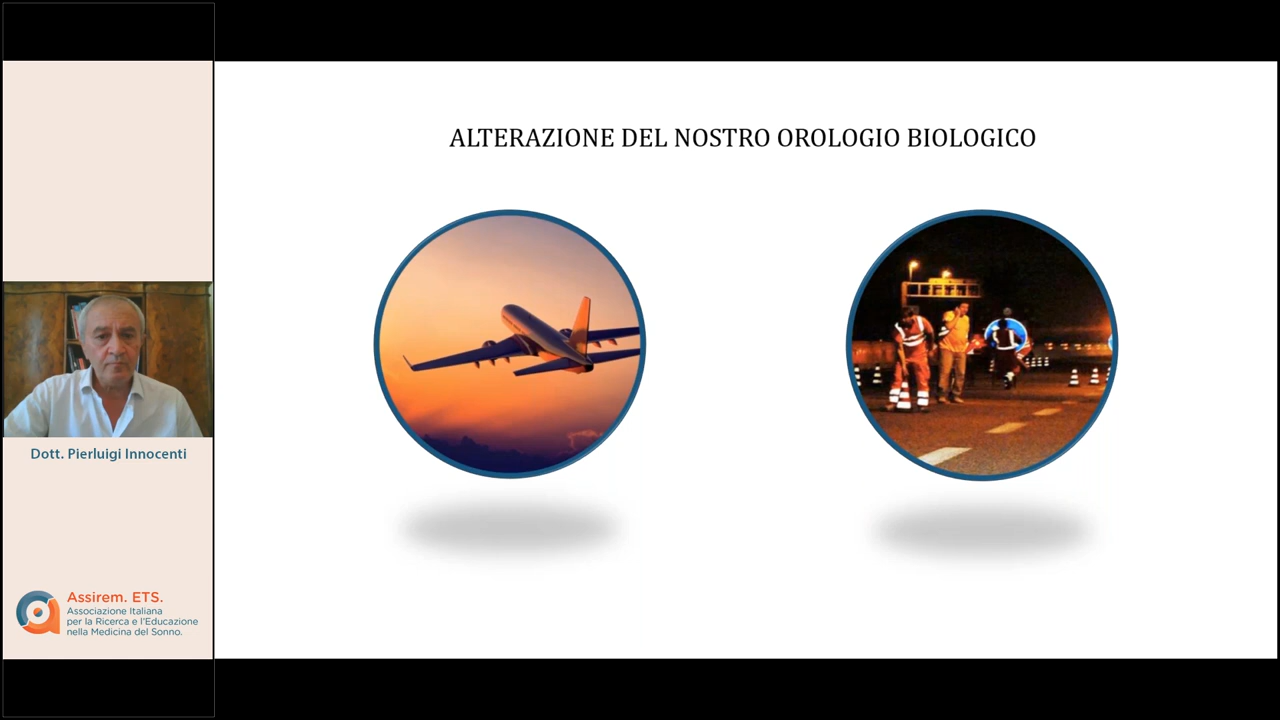 ALTERAZIONE DEL NOSTRO OROLOGIO BIOLOGICO
Dott. Pierluigi Innocenti
Assirem. ETS.
Associazione Italiana
per la Ricerca e l'Educazione
nella Medicina del Sonno.